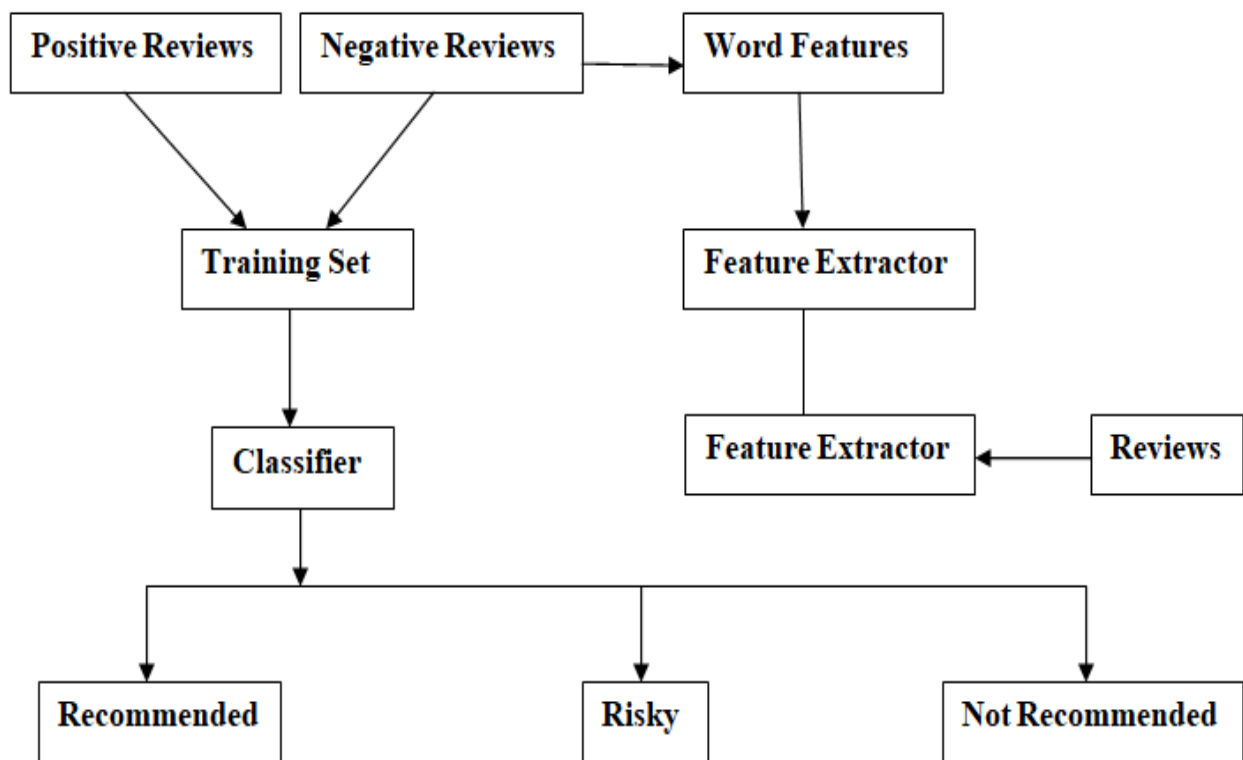 Positive Reviews
Negative Reviews
Word Features
Training Set
Feature Extractor
Classifier
Feature Extractor
Reviews
Recommended
Risky
Not Recommended